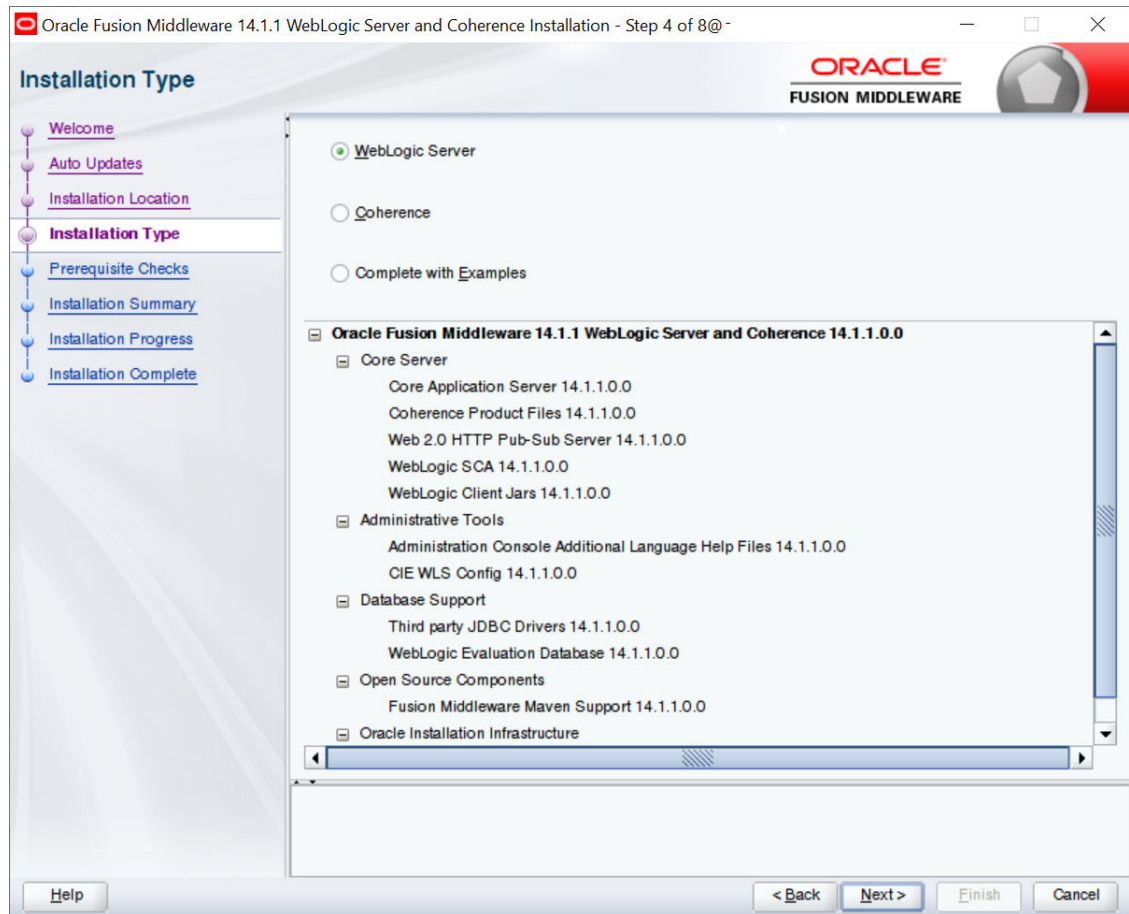 Oracle Fusion Middleware 14.1.1 WebLogic Server and Coherence Installation - Step 4 of 8@ -
Installation Type
ORACLE
FUSION MIDDLEWARE
Welcome
Auto Updates
Installation Location
Installation Type
Prerequisite Checks
Installation Summary
Installation Progress
Installation Complete
WebLogic Server
Coherence
Complete with Examples
Oracle Fusion Middleware 14.1.1 WebLogic Server and Coherence 14.1.1.0.0
Core Server
Core Application Server 14.1.1.0.0
Coherence Product Files 14.1.1.0.0
Web 2.0 HTTP Pub-Sub Server 14.1.1.0.0
WebLogic SCA 14.1.1.0.0
WebLogic Client Jars 14.1.1.0.0
Administrative Tools
Administration Console Additional Language Help Files 14.1.1.0.0
CIE WLS Config 14.1.1.0.0
Database Support
Third party JDBC Drivers 14.1.1.0.0
WebLogic Evaluation Database 14.1.1.0.0
Open Source Components
Fusion Middleware Maven Support 14.1.1.0.0
Oracle Installation Infrastructure
Help
< Back
Next >
Finish
Cancel